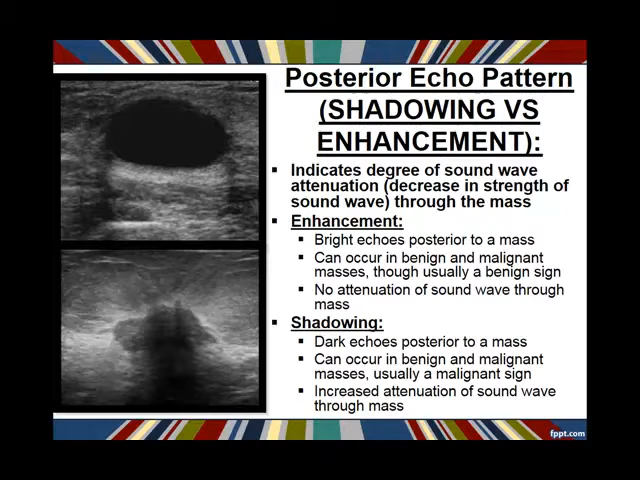 Posterior Echo Pattern
(SHADOWING VS
ENHANCEMENT):
▪ Indicates degree of sound wave
attenuation (decrease in strength of
sound wave) through the mass
▪ Enhancement:
▪ Bright echoes posterior to a mass
▪ Can occur in benign and malignant
masses, though usually a benign sign
▪ No attenuation of sound wave through
mass
▪ Shadowing:
▪ Dark echoes posterior to a mass
▪ Can occur in benign and malignant
masses, usually a malignant sign
▪ Increased attenuation of sound wave
through mass
fppt.com